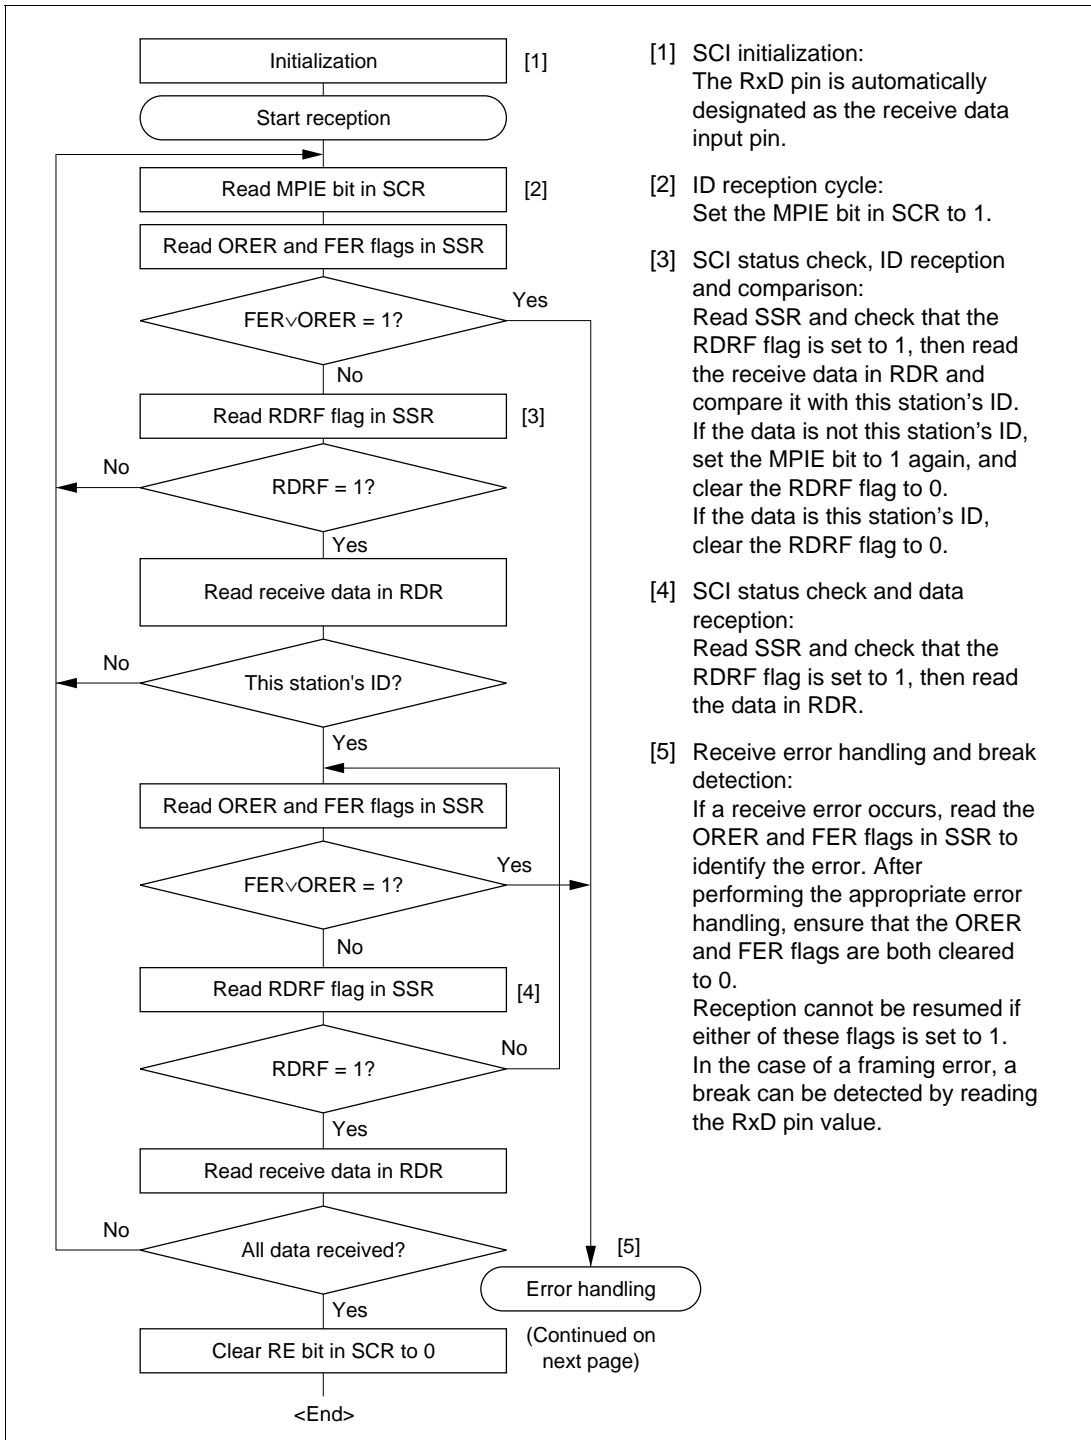 Initialization
[1]
Start reception
Read MPIE bit in SCR
[2]
Read ORER and FER flags in SSR
FER∨ORER = 1?
Yes
No
Read RDRF flag in SSR
[3]
No
RDRF = 1?
Yes
Read receive data in RDR
No
This station's ID?
Yes
Read ORER and FER flags in SSR
FER∨ORER = 1?
Yes
No
Read RDRF flag in SSR
[4]
No
RDRF = 1?
Yes
Read receive data in RDR
No
All data received?
[5]
Error handling
Yes
(Continued on
next page)
Clear RE bit in SCR to 0
<End>
[1] SCI initialization:
The RxD pin is automatically
designated as the receive data
input pin.
[2] ID reception cycle:
Set the MPIE bit in SCR to 1.
[3] SCI status check, ID reception
and comparison:
Read SSR and check that the
RDRF flag is set to 1, then read
the receive data in RDR and
compare it with this station's ID.
If the data is not this station's ID,
set the MPIE bit to 1 again, and
clear the RDRF flag to 0.
If the data is this station's ID,
clear the RDRF flag to 0.
[4] SCI status check and data
reception:
Read SSR and check that the
RDRF flag is set to 1, then read
the data in RDR.
[5] Receive error handling and break
detection:
If a receive error occurs, read the
ORER and FER flags in SSR to
identify the error. After
performing the appropriate error
handling, ensure that the ORER
and FER flags are both cleared
to 0.
Reception cannot be resumed if
either of these flags is set to 1.
In the case of a framing error, a
break can be detected by reading
the RxD pin value.